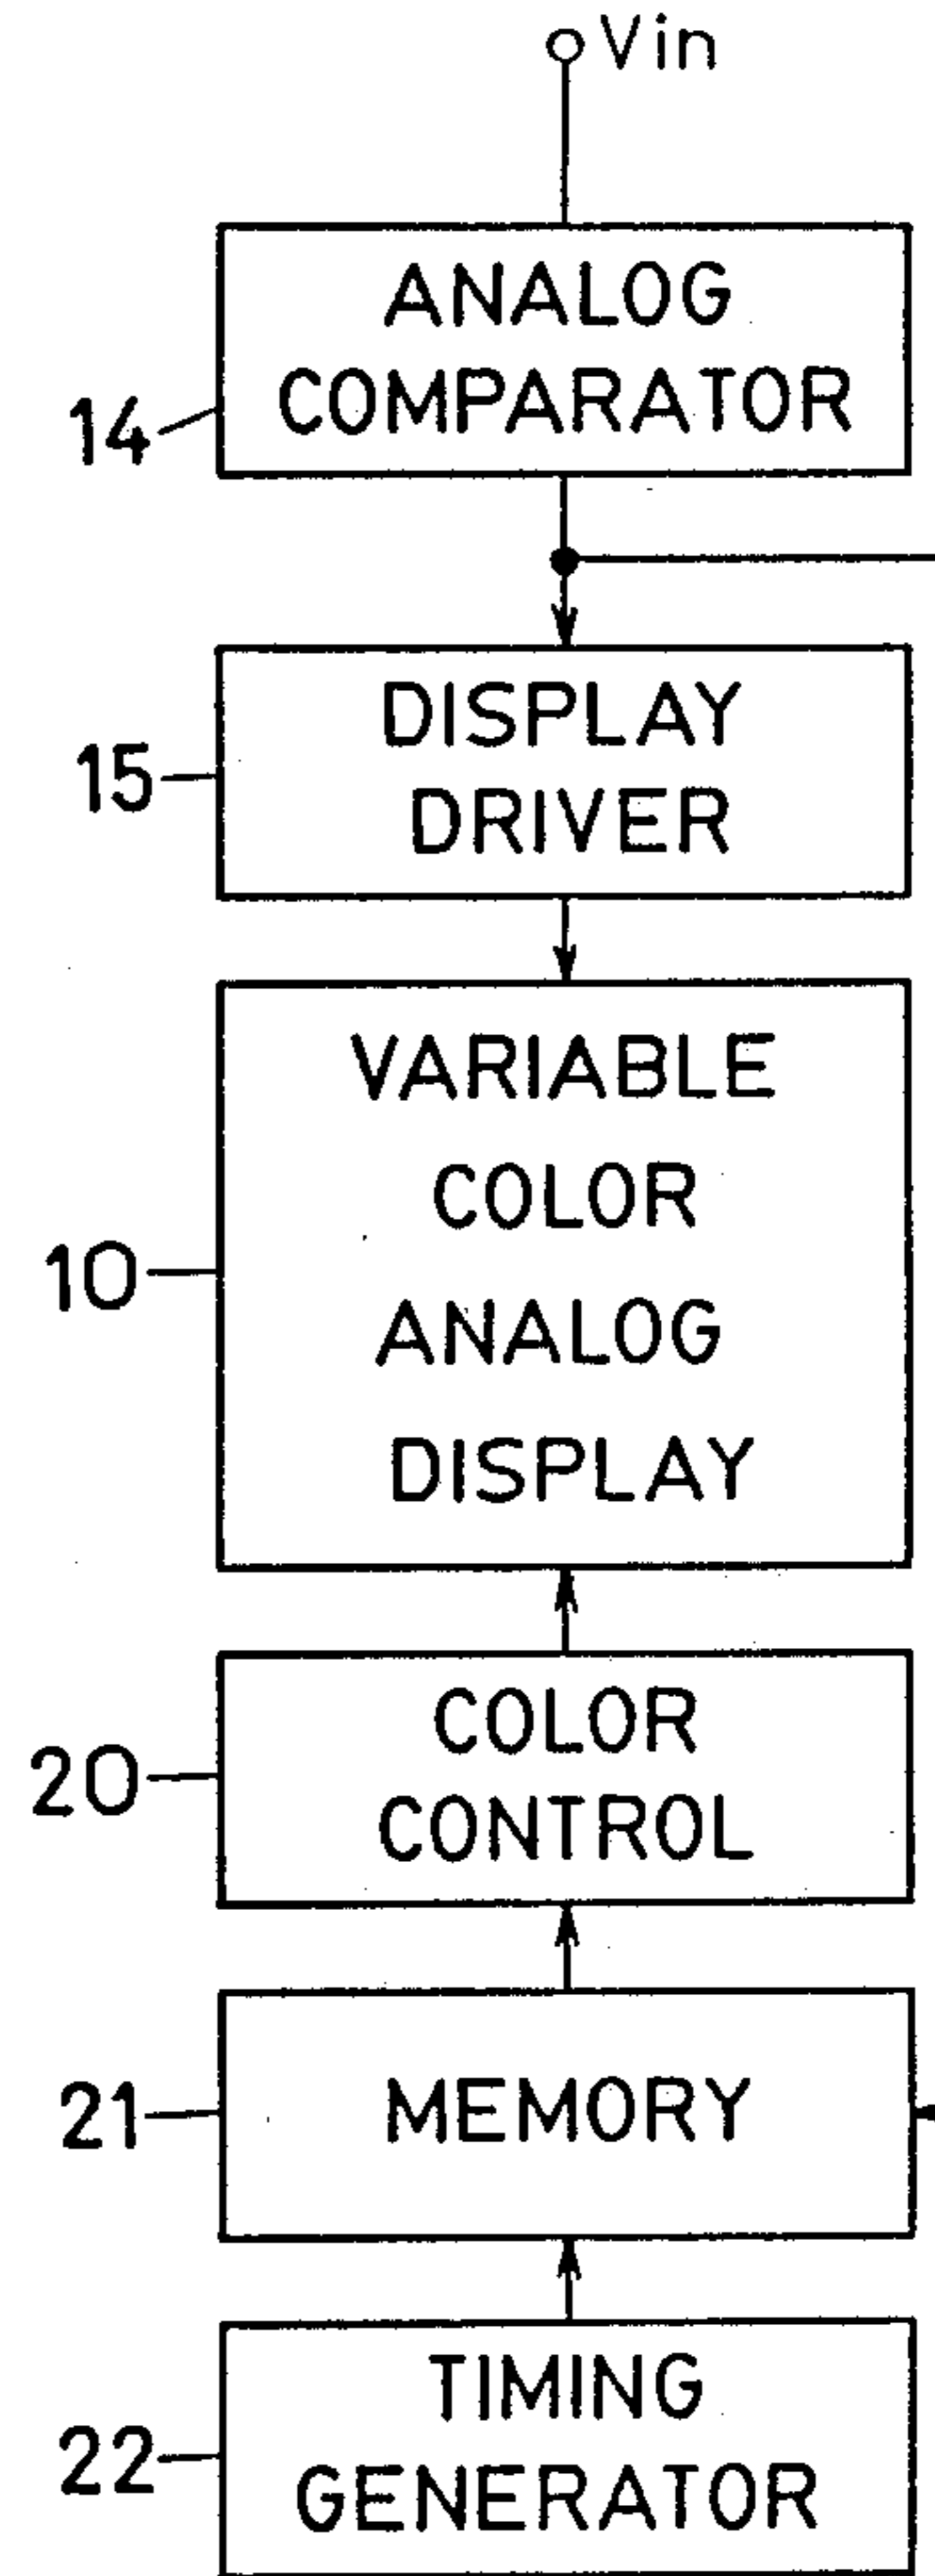 Vin
ANALOG
COMPARATOR
14
DISPLAY
DRIVER
15
VARIABLE
COLOR
ANALOG
DISPLAY
10
COLOR
CONTROL
20
MEMORY
21
TIMING
GENERATOR
22